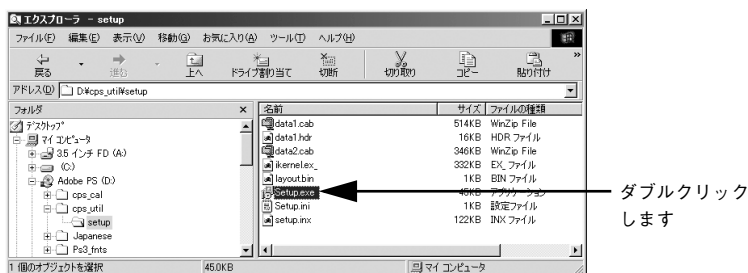 エクスプローラ － setup
ファイル(F) 編集(E) 表示(V) 移動(G) お気に入り(A) ツール(T) ヘルプ(H)
戻る 進む 上へ ドライブ割り当て 切断 切り取り コピー 貼り付け »
アドレス(D) D:¥cps_util¥setup
フォルダ ×
デスクトップ
マイ コンピュータ
3.5 インチ FD (A:)
(C:)
Adobe PS (D:)
cps_cal
cps_util
setup
Japanese
Ps3_fnts
名前 サイズ ファイルの種類
data1.cab 514KB WinZip File
data1.hdr 16KB HDR ファイル
data2.cab 346KB WinZip File
ikernel.ex_ 332KB EX_ ファイル
layout.bin 1KB BIN ファイル
Setup.exe 45KB アプリケーション
Setup.ini 1KB 設定ファイル
setup.inx 122KB INX ファイル
ダブルクリック
します
1 個のオブジェクトを選択 45.0KB マイ コンピュータ